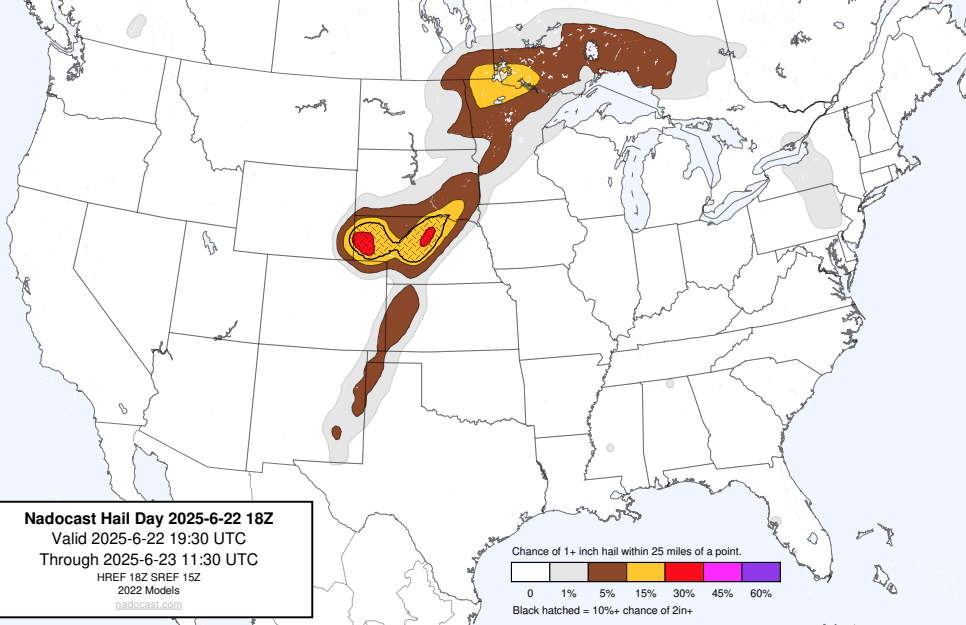 Nadocast Hail Day 2025-6-22 18Z
Valid 2025-6-22 19:30 UTC
Through 2025-6-23 11:30 UTC
HREF 18Z SREF 15Z
2022 Models
nadocast.com
Chance of 1+ inch hail within 25 miles of a point.
0 1% 5% 15% 30% 45% 60%
Black hatched = 10%+ chance of 2in+